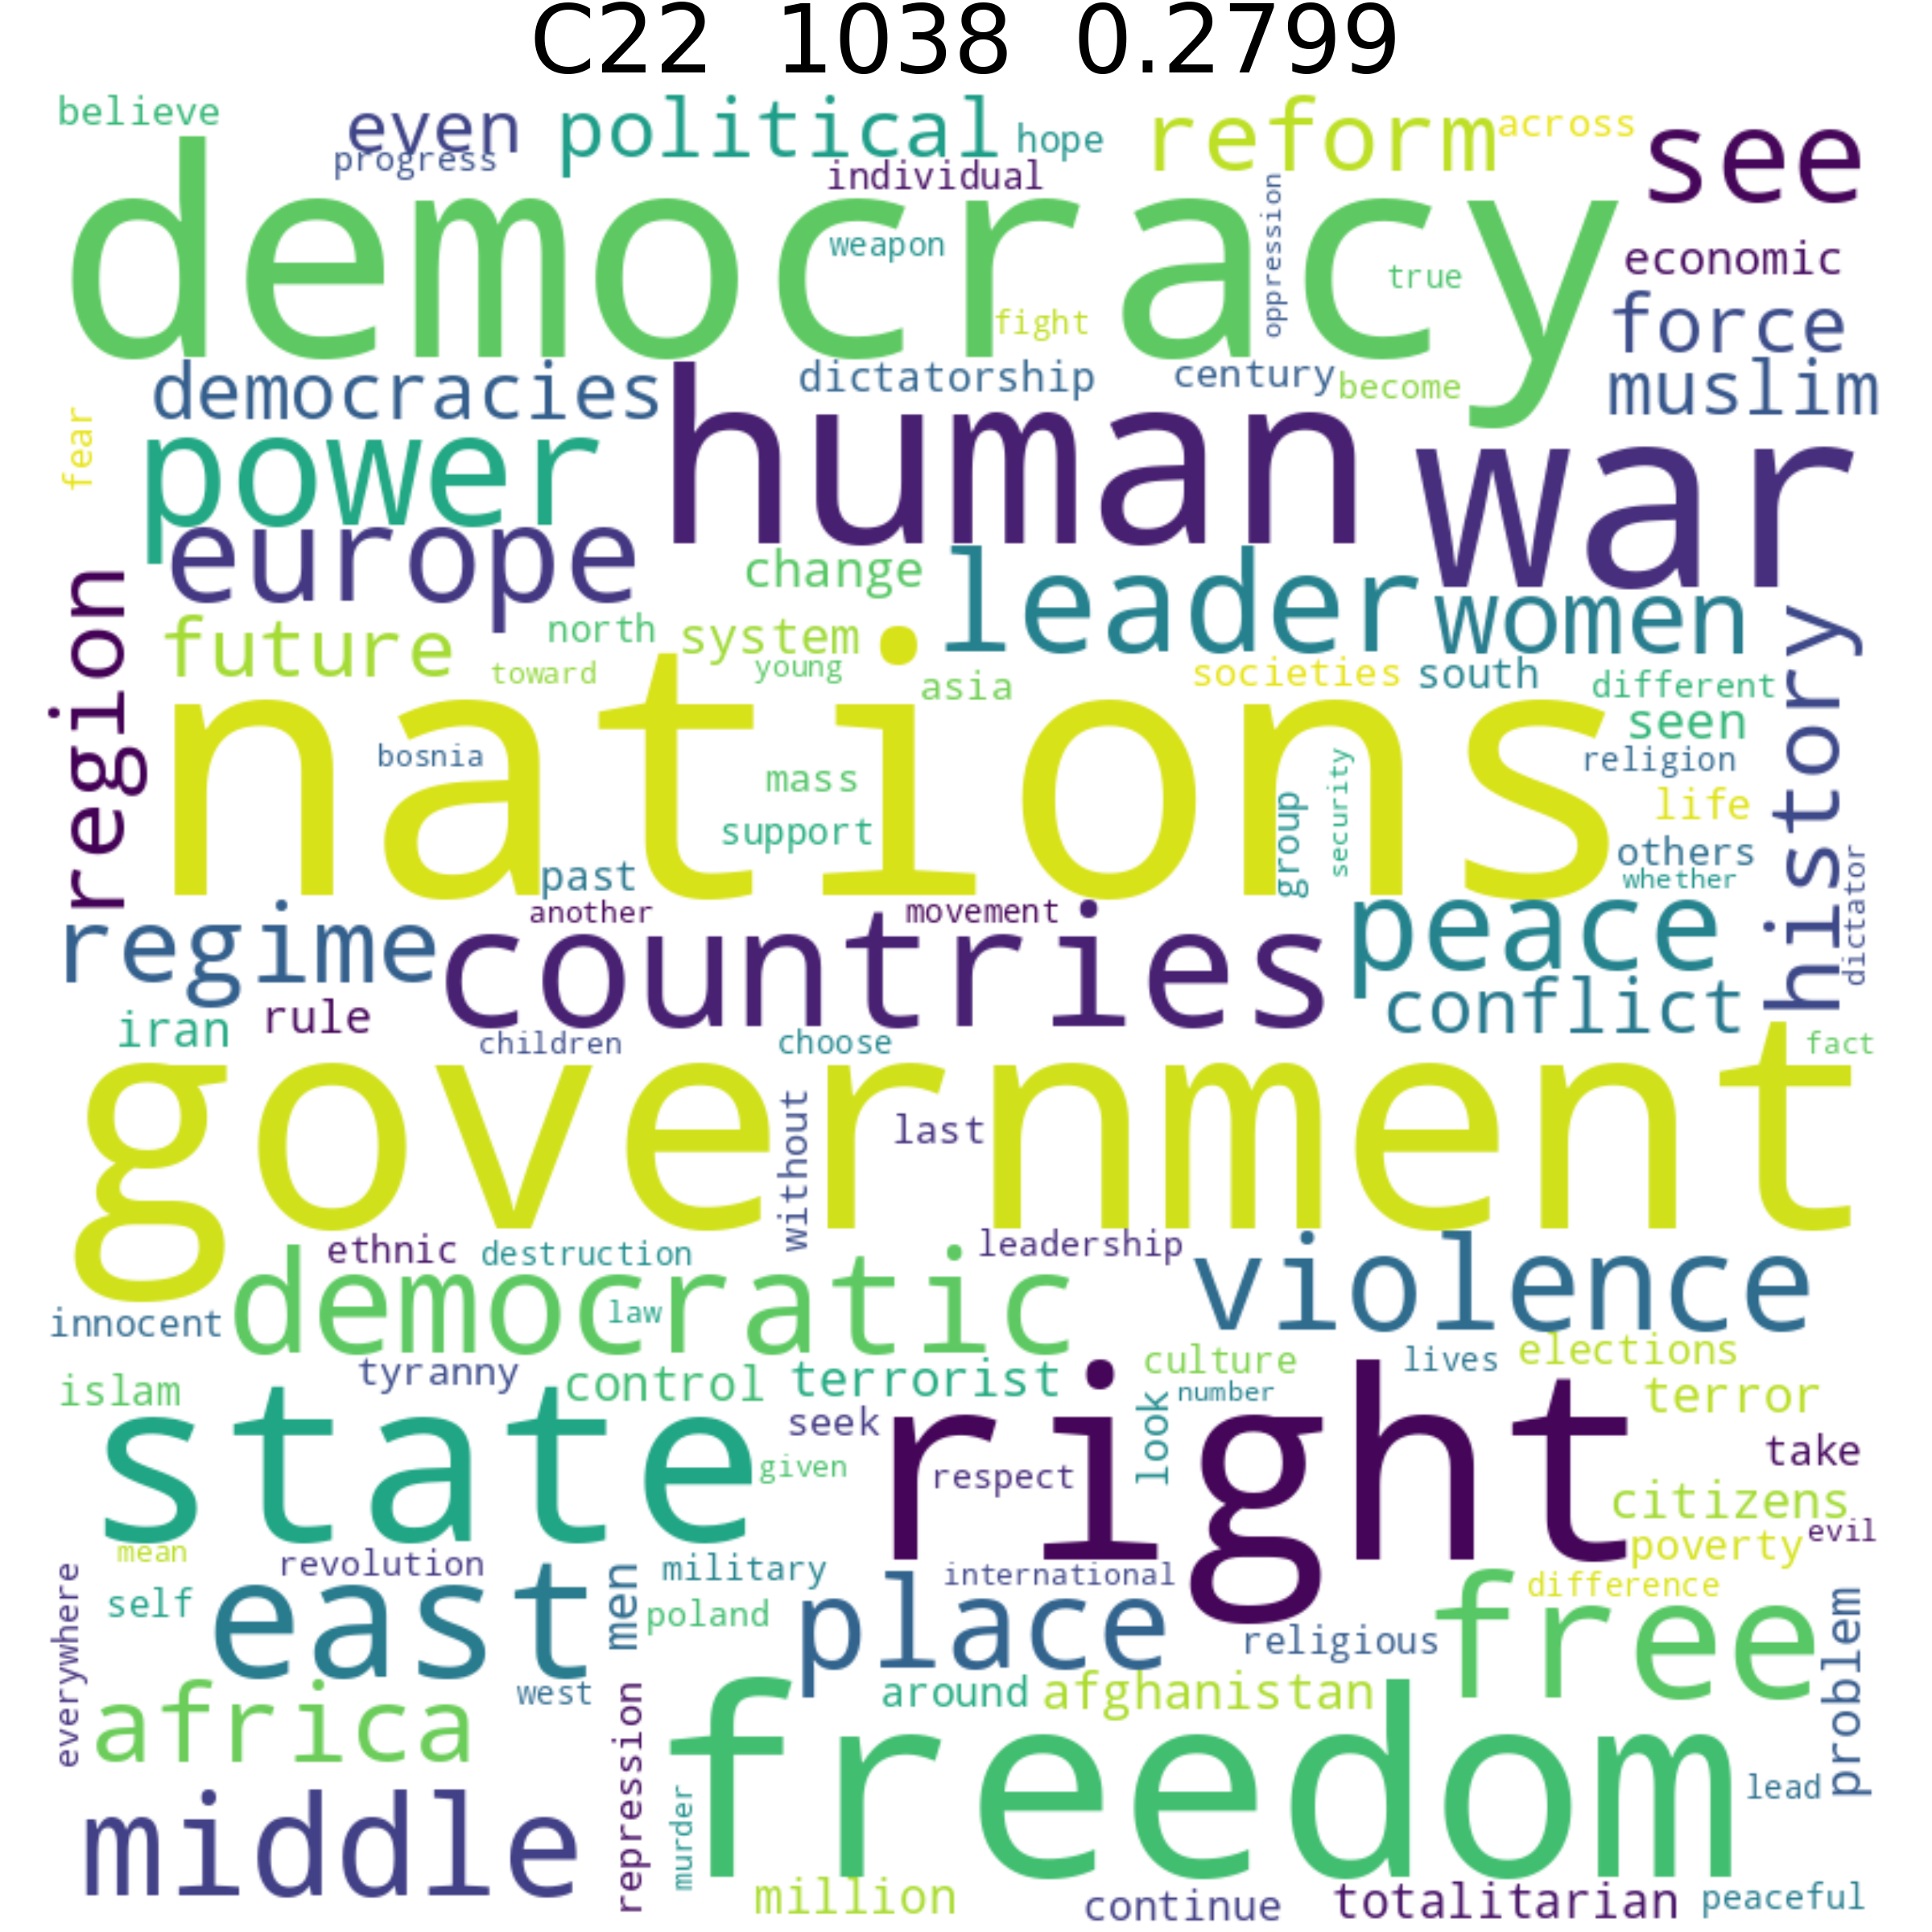 C22 1038 0.2799
believe
even
political
hope
reform
across
see
progress
individual
democracy
weapon
oppression
true
economic
fight
force
democracies
dictatorship
century
become
muslim
fear
power
human
war
europe
change
leader
women
region
future
north
system
history
toward
young
asia
societies
south
different
nations
seen
bosnia
mass
security
religion
life
support
group
past
others
whether
dictator
another
movement
regime
countries
peace
conflict
iran
rule
children
choose
fact
government
without
last
ethnic
destruction
leadership
violence
innocent
democratic
law
tyranny
control
terrorist
culture
lives
elections
islam
number
terror
state
seek
right
look
given
respect
take
citizens
mean
poverty
evil
revolution
military
international
difference
everywhere
self
east
men
poland
place
religious
free
problem
africa
west
around
afghanistan
repression
freedom
lead
middle
murder
million
continue
totalitarian
peaceful